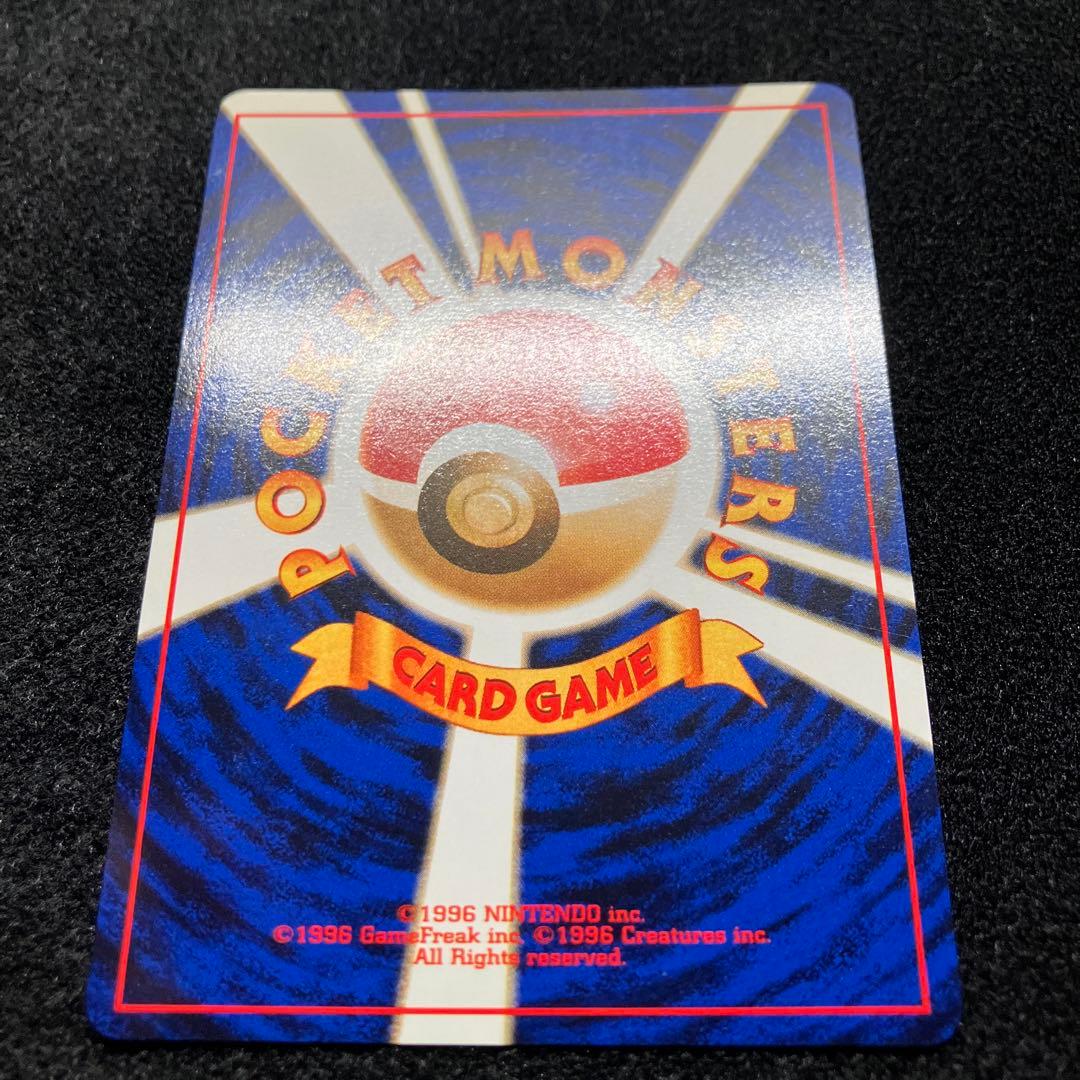 POCKET MONSTERS
CARD GAME
©1996 NINTENDO inc.
©1996 GameFreak inc. ©1996 Creatures inc.
All Rights reserved.